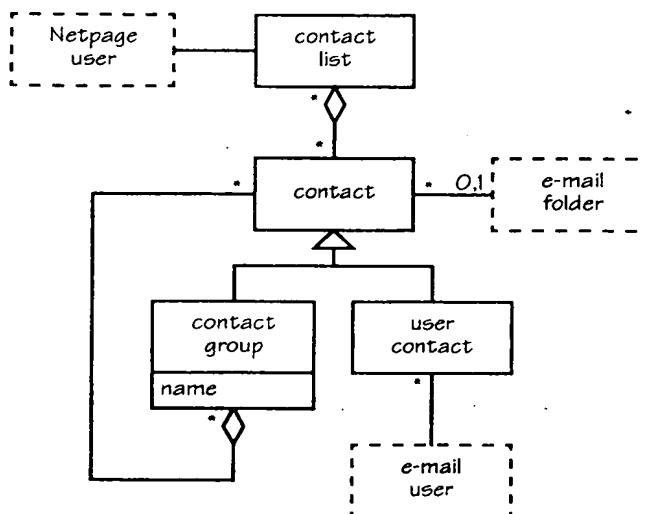 Netpage
user
contact
list
*
*
*
contact
*
0,1
e-mail
folder
contact
group
name
*
user
contact
*
e-mail
user